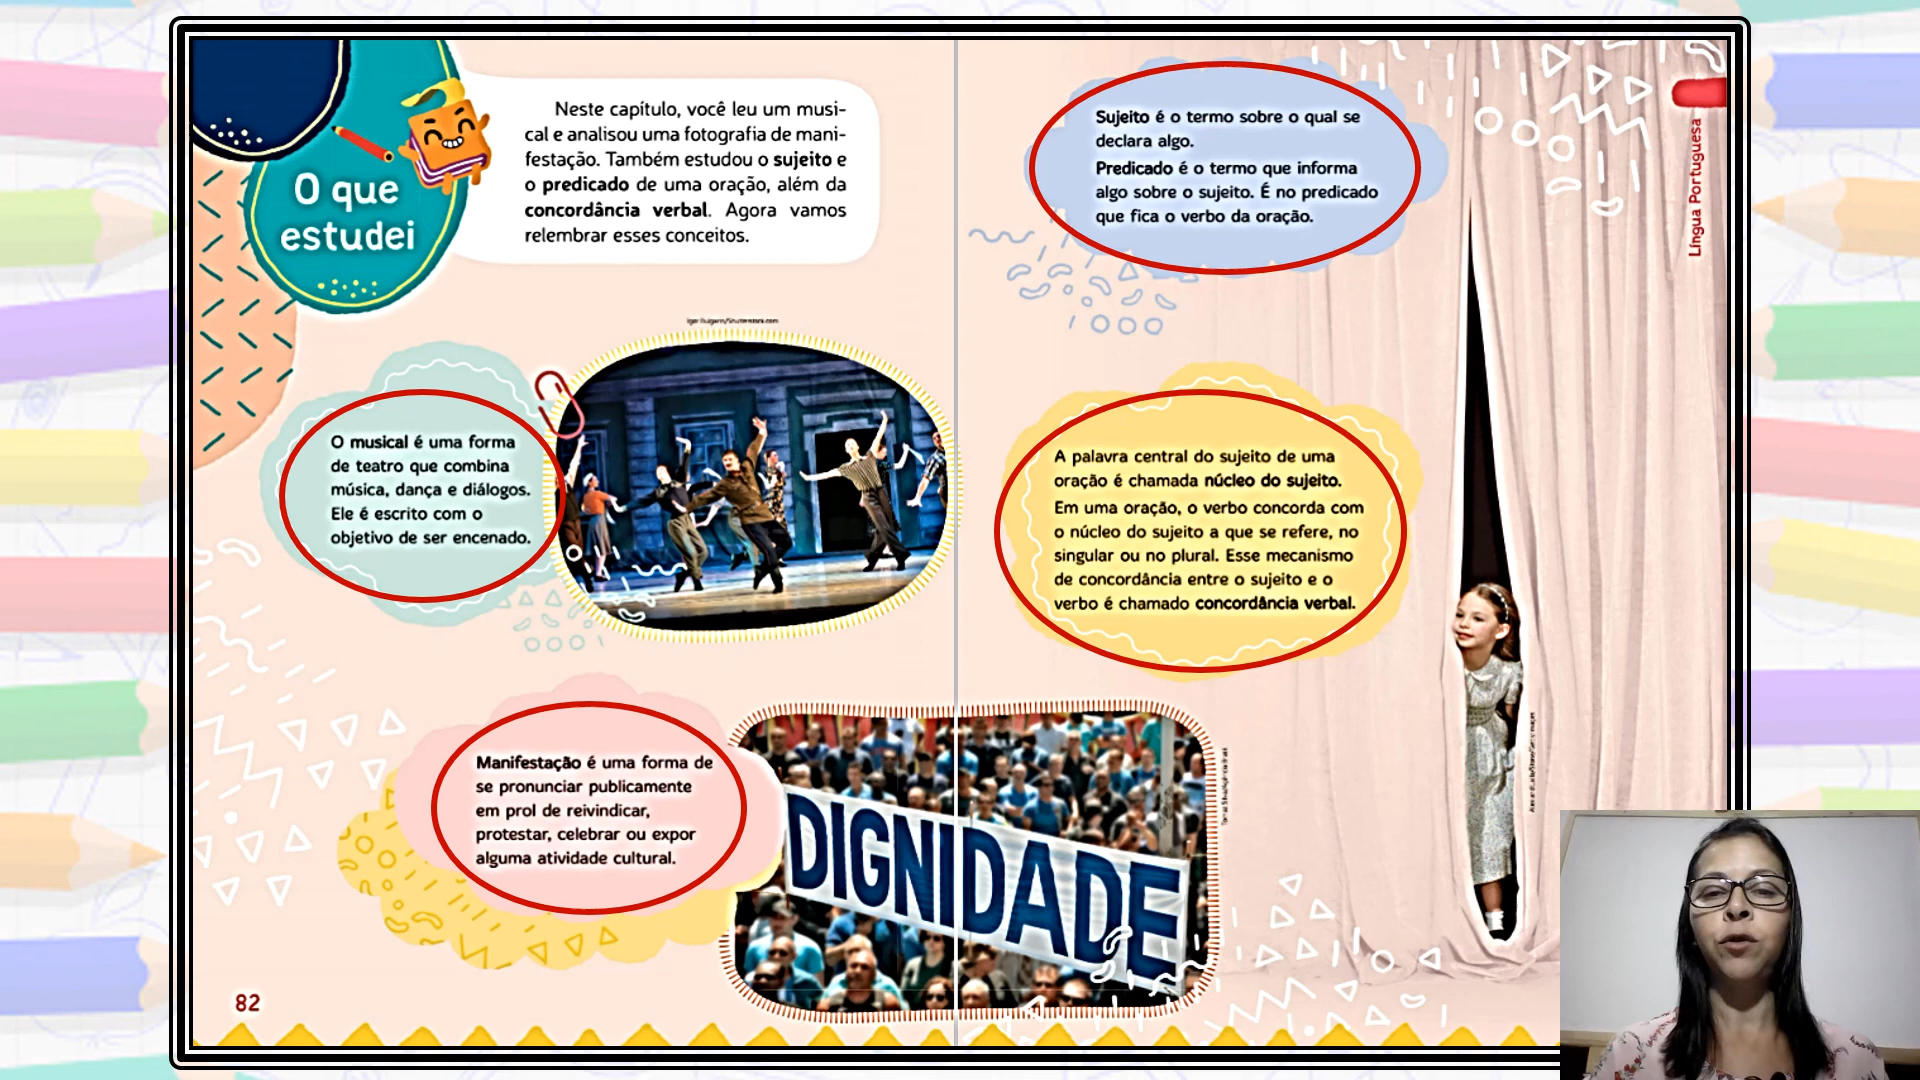 O que
estudei
Neste capítulo, você leu um musi-
cal e analisou uma fotografia de mani-
festação. Também estudou o sujeito e
o predicado de uma oração, além da
concordância verbal. Agora vamos
relembrar esses conceitos.
O musical é uma forma
de teatro que combina
música, dança e diálogos.
Ele é escrito com o
objetivo de ser encenado.
Manifestação é uma forma de
se pronunciar publicamente
em prol de reivindicar,
protestar, celebrar ou expor
alguma atividade cultural.
DIGNIDADE
82
Sujeito é o termo sobre o qual se
declara algo.
Predicado é o termo que informa
algo sobre o sujeito. É no predicado
que fica o verbo da oração.
A palavra central do sujeito de uma
oração é chamada núcleo do sujeito.
Em uma oração, o verbo concorda com
o núcleo do sujeito a que se refere, no
singular ou no plural. Esse mecanismo
de concordância entre o sujeito e o
verbo é chamado concordância verbal.
Língua Portuguesa